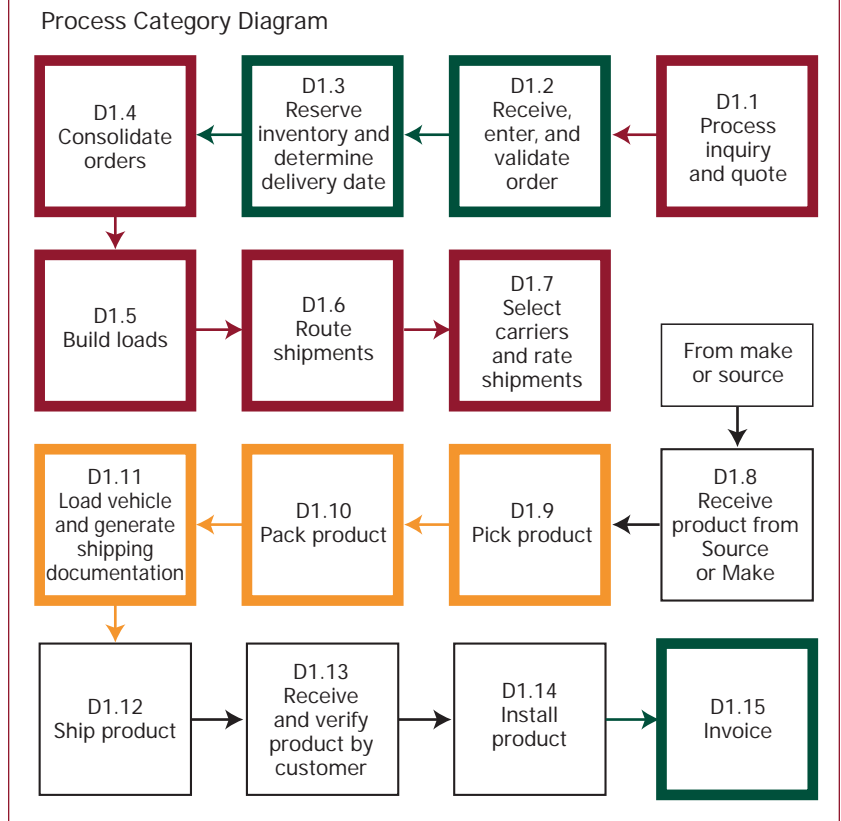 Process Category Diagram
D1.4
Consolidate
orders
D1.3
Reserve
inventory and
determine
delivery date
D1.2
Receive,
enter, and
validate
order
D1.1
Process
inquiry
and quote
D1.5
Build loads
D1.6
Route
shipments
D1.7
Select
carriers
and rate
shipments
From make
or source
D1.11
Load vehicle
and generate
shipping
documentation
D1.10
Pack product
D1.9
Pick product
D1.8
Receive
product from
Source
or Make
D1.12
Ship product
D1.13
Receive
and verify
product by
customer
D1.14
Install
product
D1.15
Invoice